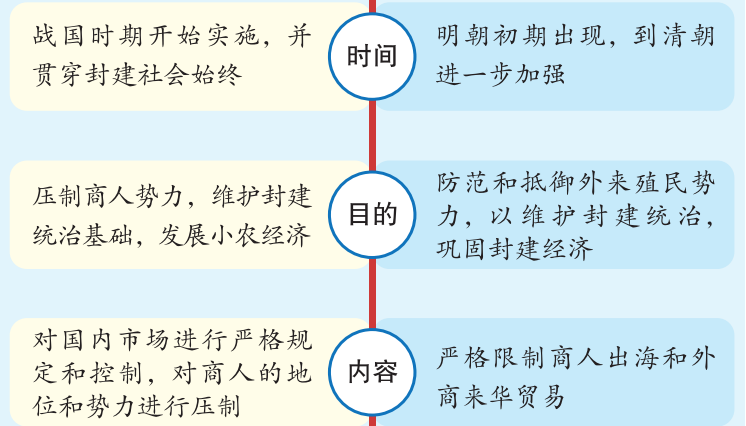 战国时期开始实施，并
贯穿封建社会始终
时间
明朝初期出现，到清朝
进一步加强
压制商人势力，维护封建
统治基础，发展小农经济
目的
防范和抵御外来殖民势
力，以维护封建统治，
巩固封建经济
对国内市场进行严格规
定和控制，对商人的地
位和势力进行压制
内容
严格限制商人出海和外
商来华贸易